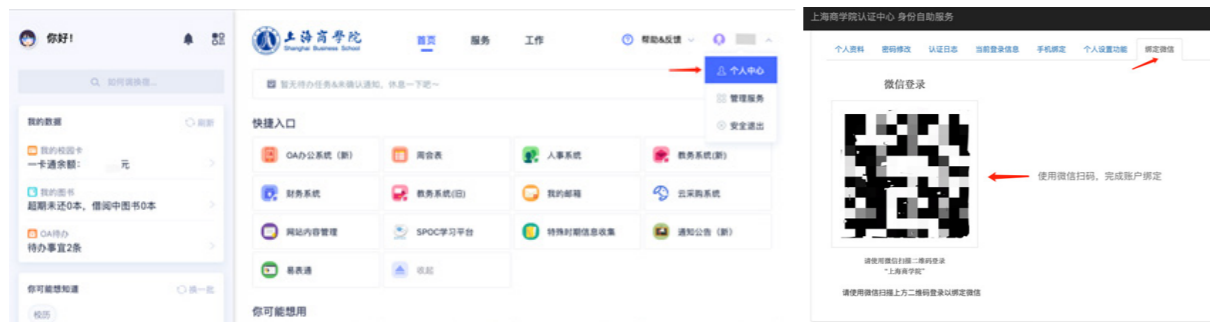 你好!
我的数据
刷新
我的校园卡
一卡通余额: 元
我的图书
超期未还0本, 借阅中图书0本
OA待办
待办事宜2条
你可能想知道
换一批
校历
上海商学院
Shanghai Business School
首页
服务
工作
帮助&反馈
暂无待办任务&未确认通知, 休息一下吧~
个人中心
管理服务
安全退出
快捷入口
OA办公系统 (新)
周会表
人事系统
教务系统(新)
财务系统
教务系统(旧)
我的邮箱
云采购系统
网站内容管理
SPOC学习平台
特殊时期信息收集
通知公告 (新)
易表通
收起
你可能想用
上海商学院认证中心 身份自助服务
个人资料
密码修改
认证日志
当前登录信息
手机绑定
个人设置功能
绑定微信
微信登录
使用微信扫码, 完成账户绑定
请使用微信扫描二维码登录
"上海商学院"
请使用微信扫描上方二维码登录以绑定微信